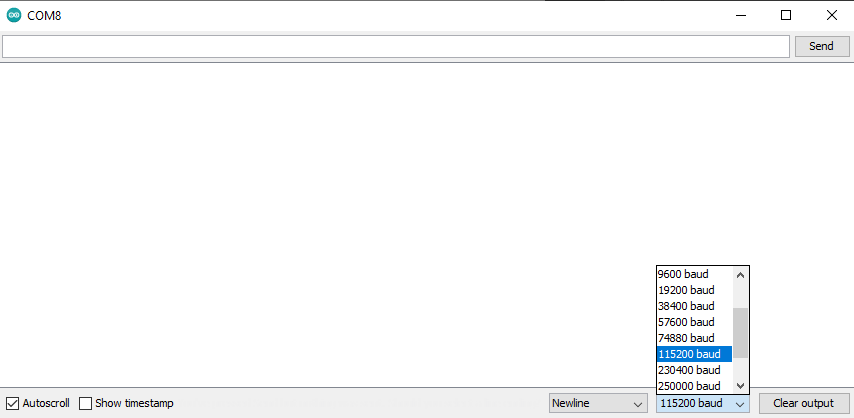 COM8
Send
9600 baud
19200 baud
38400 baud
57600 baud
74880 baud
115200 baud
230400 baud
250000 baud
Autoscroll
Show timestamp
Newline
115200 baud
Clear output